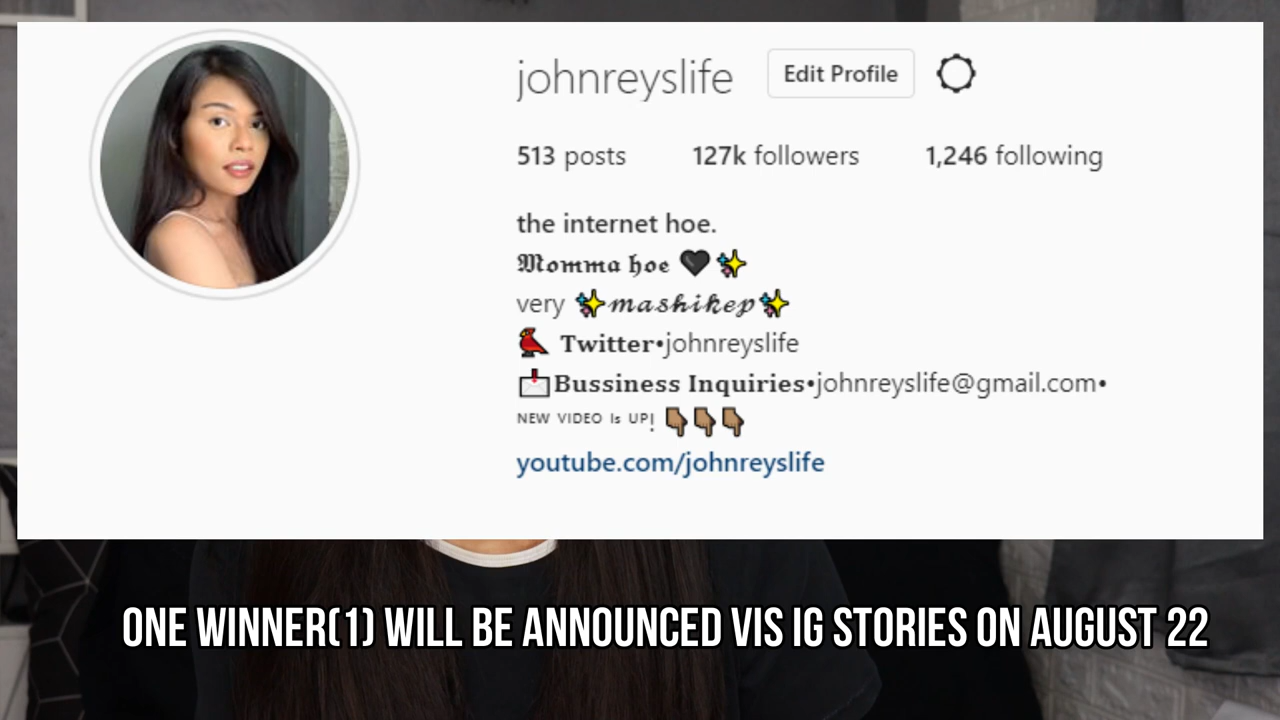 johnreyslife Edit Profile
513 posts 127k followers 1,246 following
the internet hoe.
𝕸𝖔𝖒𝖒𝖆 𝖍𝖔𝖊 🖤✨
very ✨𝓶𝓪𝓼𝓱𝓲𝓴𝓮𝓹✨
🐦 𝐓𝐰𝐢𝐭𝐭𝐞𝐫•johnreyslife
📩𝐁𝐮𝐬𝐬𝐢𝐧𝐞𝐬𝐬 𝐈𝐧𝐪𝐮𝐢𝐫𝐢𝐞𝐬•johnreyslife@gmail.com•
ᴺᴱᵂ ⱽᴵᴰᴱᴼ ᴵˢ ᵁᴾ! 👇🏽👇🏽👇🏽
youtube.com/johnreyslife
ONE WINNER(1) WILL BE ANNOUNCED VIS IG STORIES ON AUGUST 22